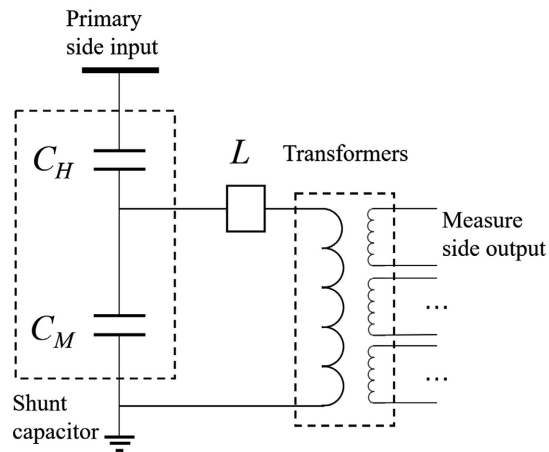 Primary
side input
C_H
L
Transformers
Measure
side output
...
C_M
...
Shunt
capacitor